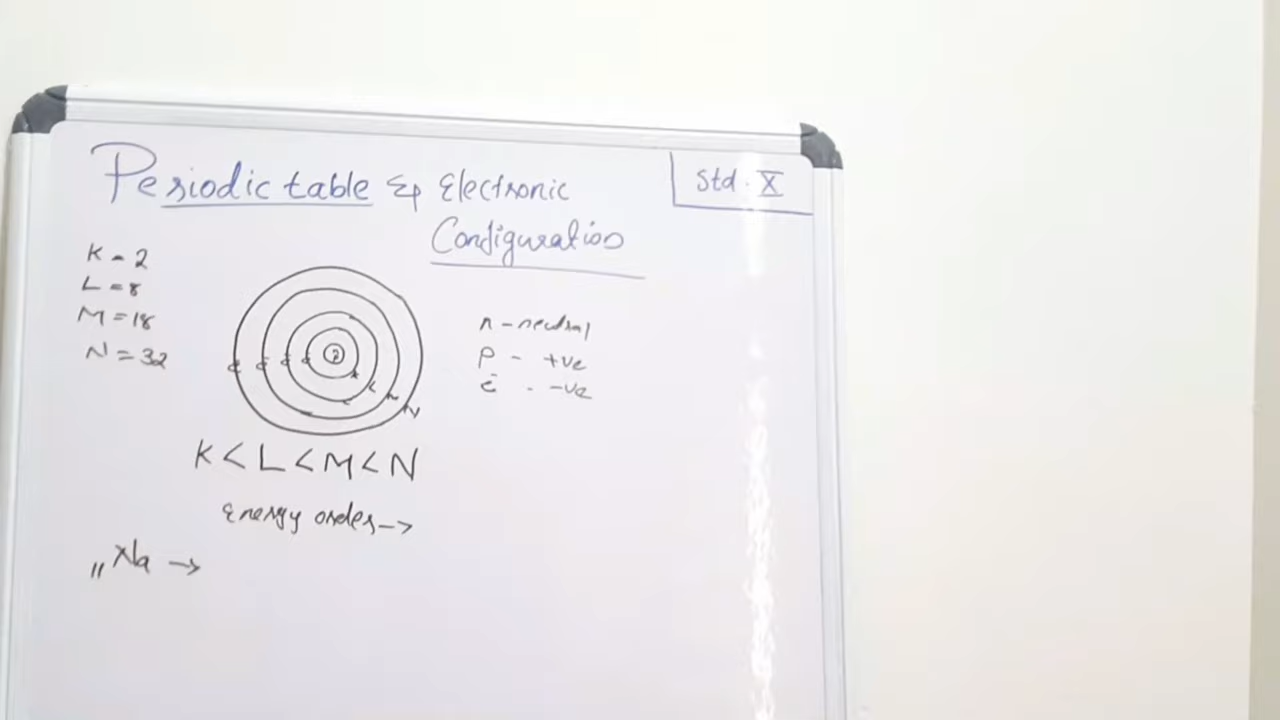 Periodic table & Electronic
Configuration
Std. X
K = 2
L = 8
M = 18
N = 32
n - neutral
P - +ve
e - -ve
K < L < M < N
Energy order →
11Na →